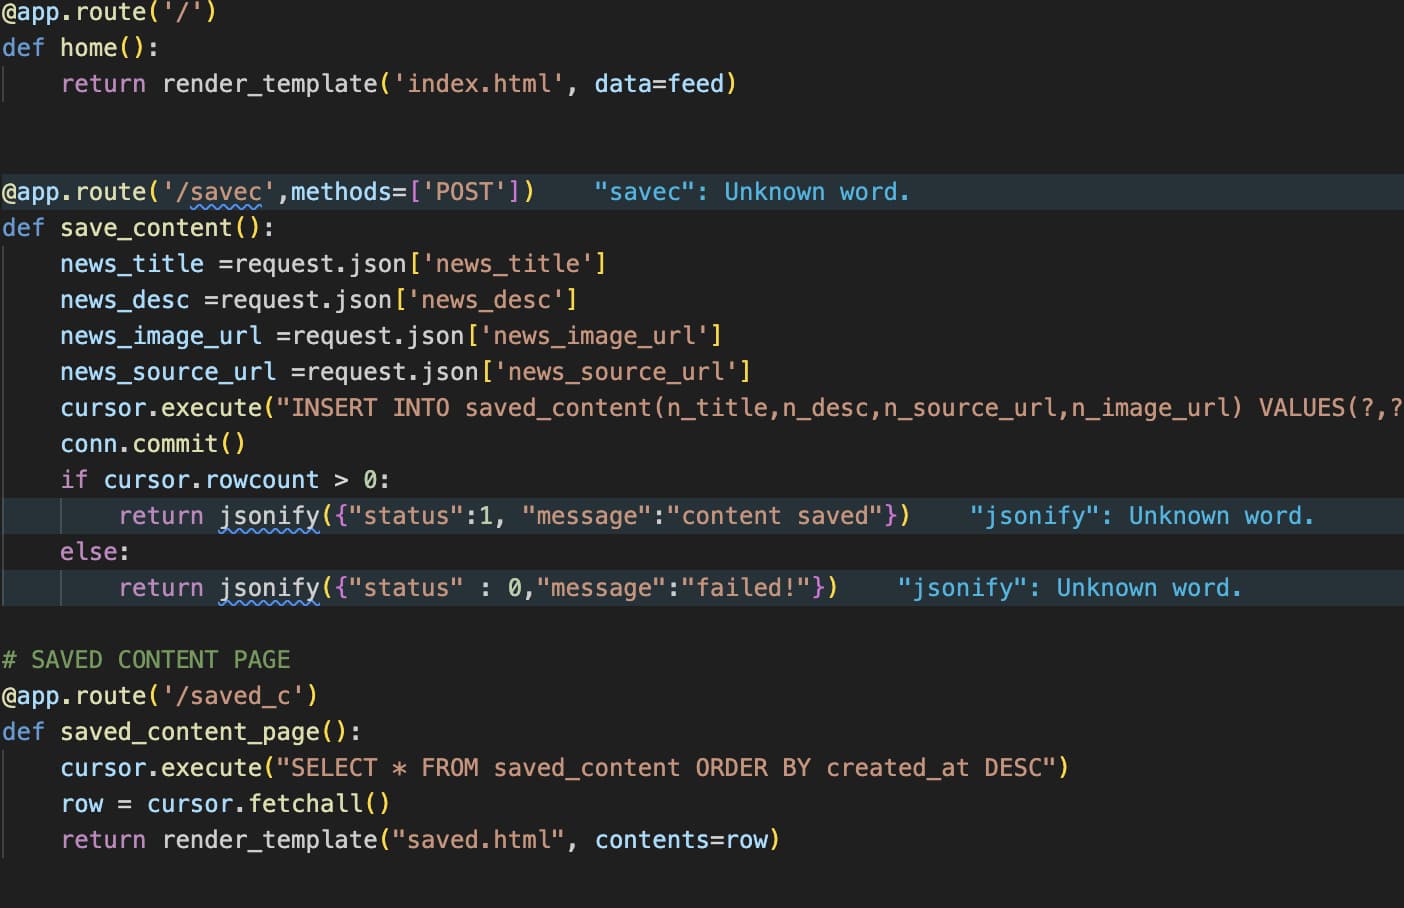 @app.route('/')
def home():
    return render_template('index.html', data=feed)
@app.route('/savec',methods=['POST'])    "savec": Unknown word.
def save_content():
    news_title =request.json['news_title']
    news_desc =request.json['news_desc']
    news_image_url =request.json['news_image_url']
    news_source_url =request.json['news_source_url']
    cursor.execute("INSERT INTO saved_content(n_title,n_desc,n_source_url,n_image_url) VALUES(?,?
    conn.commit()
    if cursor.rowcount > 0:
        return jsonify({"status":1, "message":"content saved"})    "jsonify": Unknown word.
    else:
        return jsonify({"status" : 0,"message":"failed!"})    "jsonify": Unknown word.
# SAVED CONTENT PAGE
@app.route('/saved_c')
def saved_content_page():
    cursor.execute("SELECT * FROM saved_content ORDER BY created_at DESC")
    row = cursor.fetchall()
    return render_template("saved.html", contents=row)